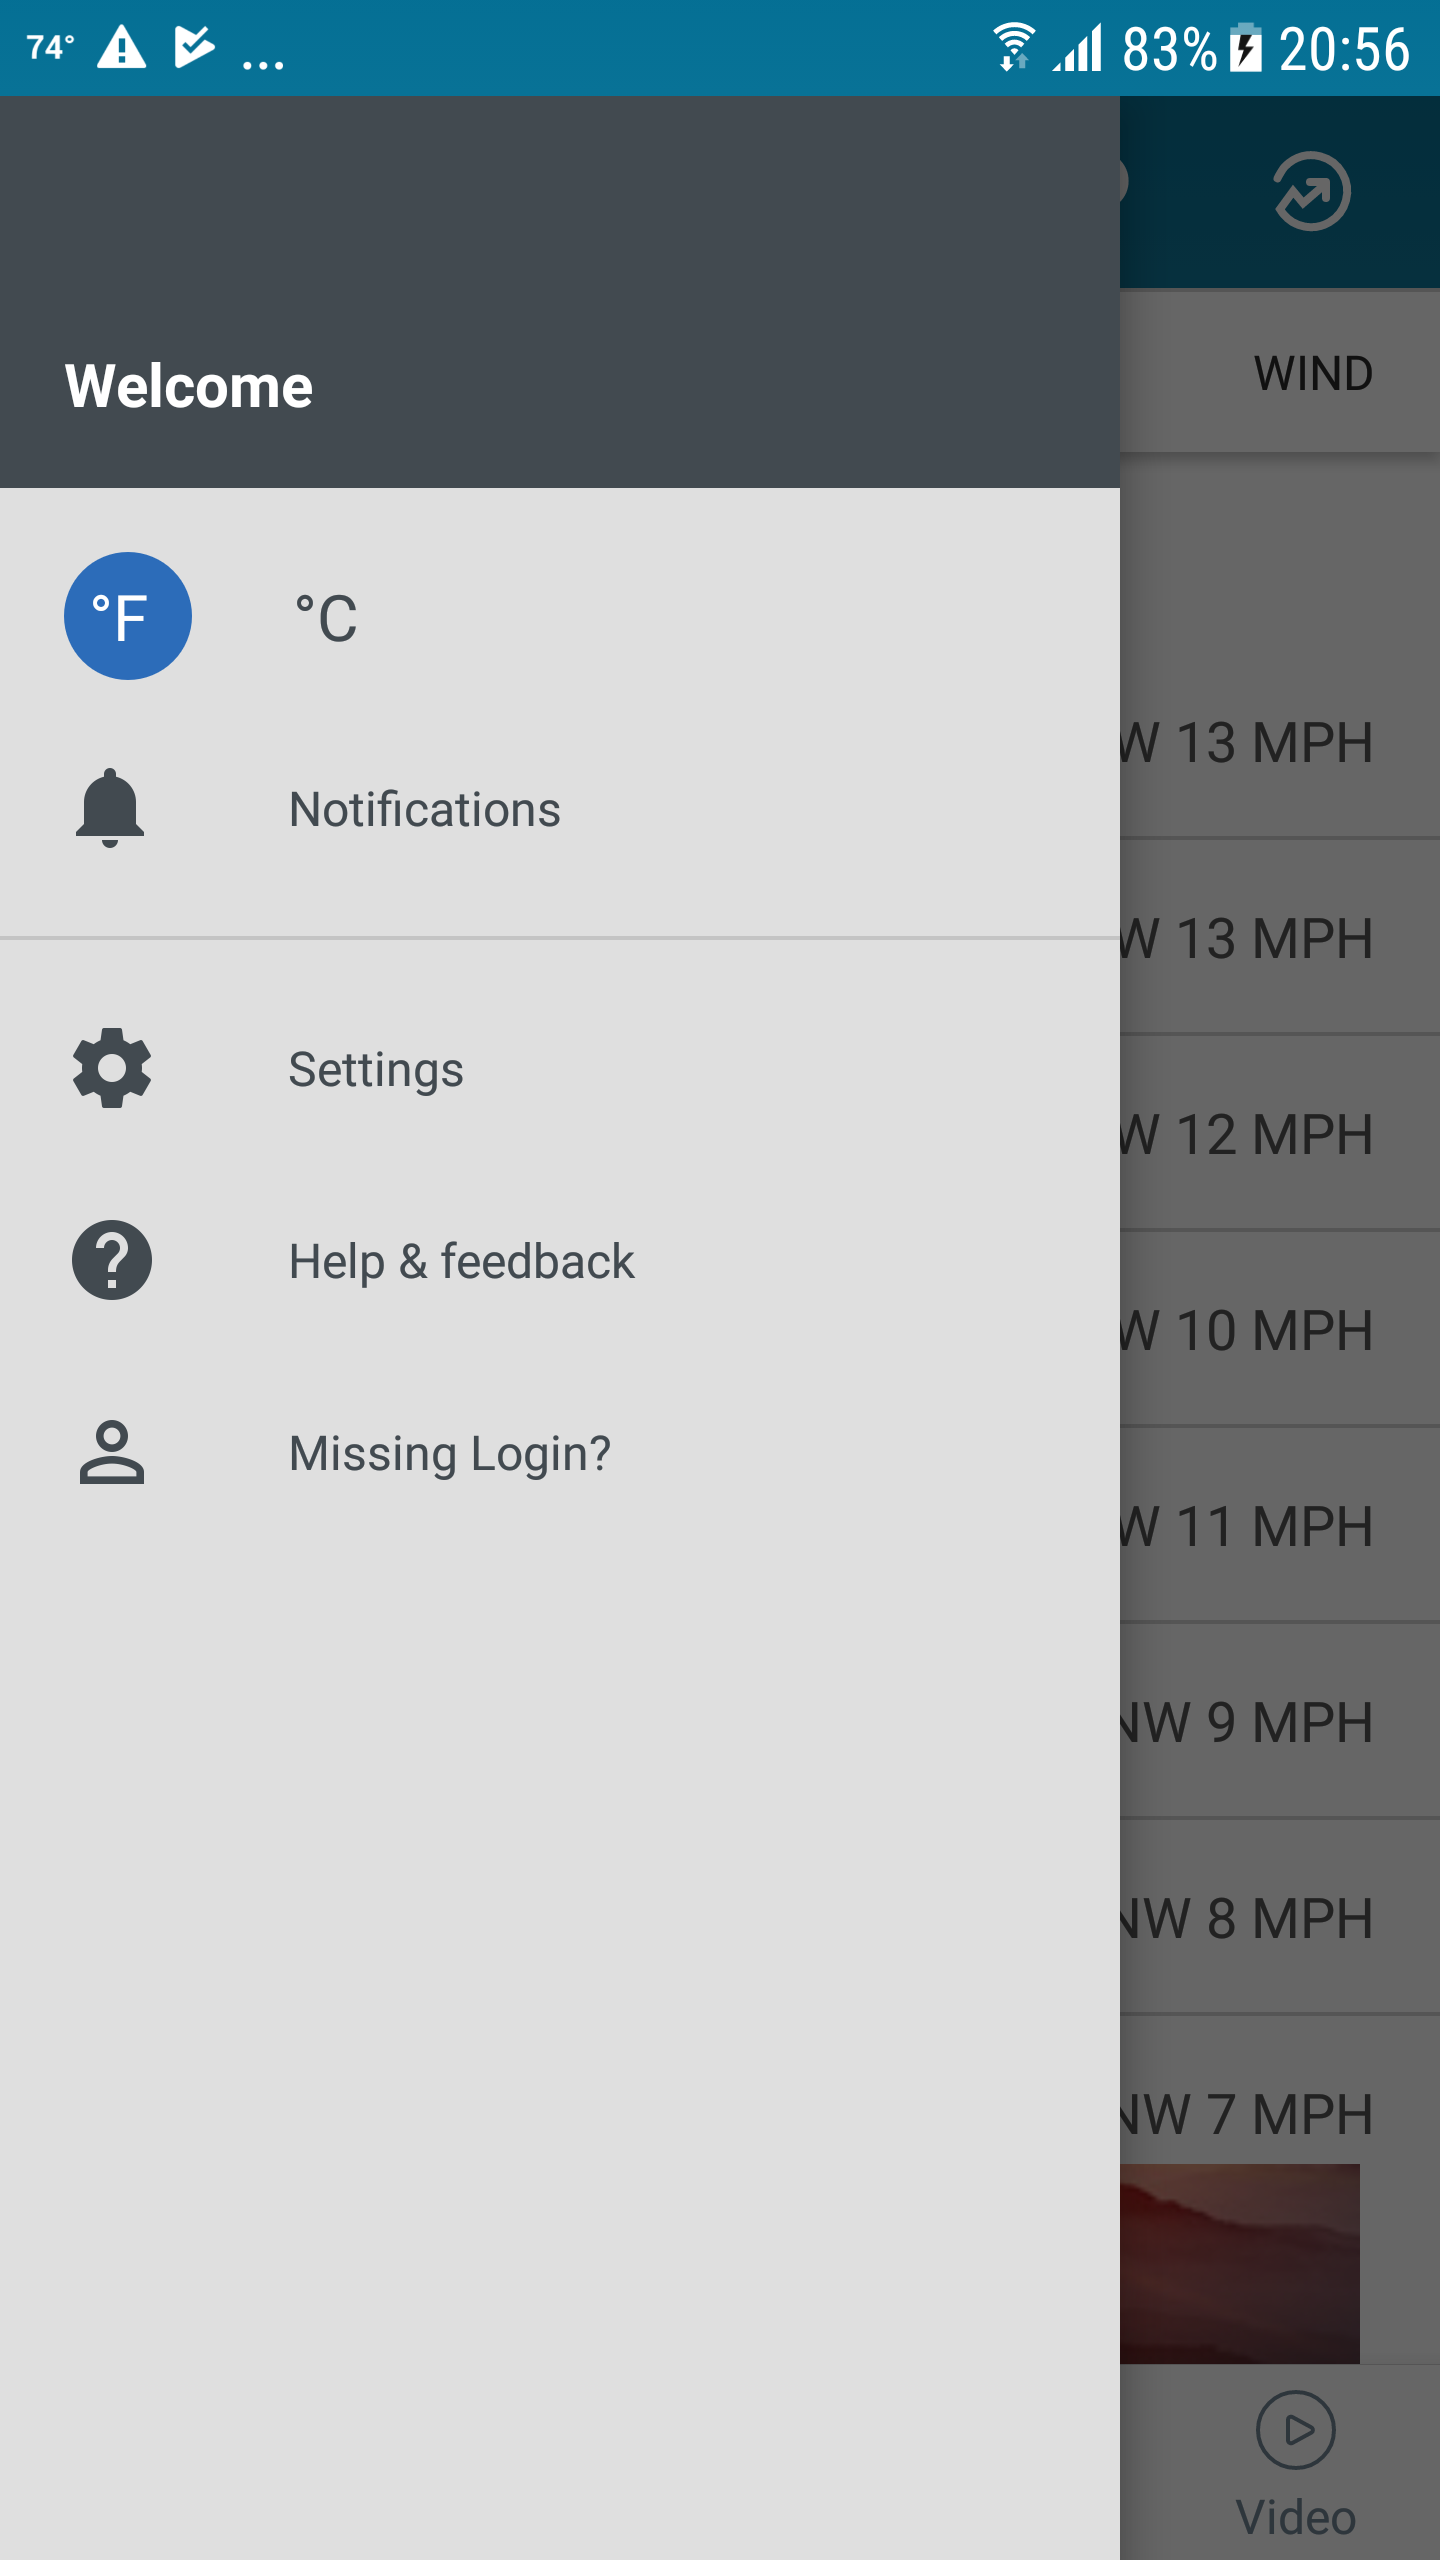 74° ... 83% 20:56
WIND
Welcome
°F °C
W 13 MPH
Notifications
W 13 MPH
Settings
W 12 MPH
Help & feedback
W 10 MPH
Missing Login?
W 11 MPH
NW 9 MPH
NW 8 MPH
NW 7 MPH
Video